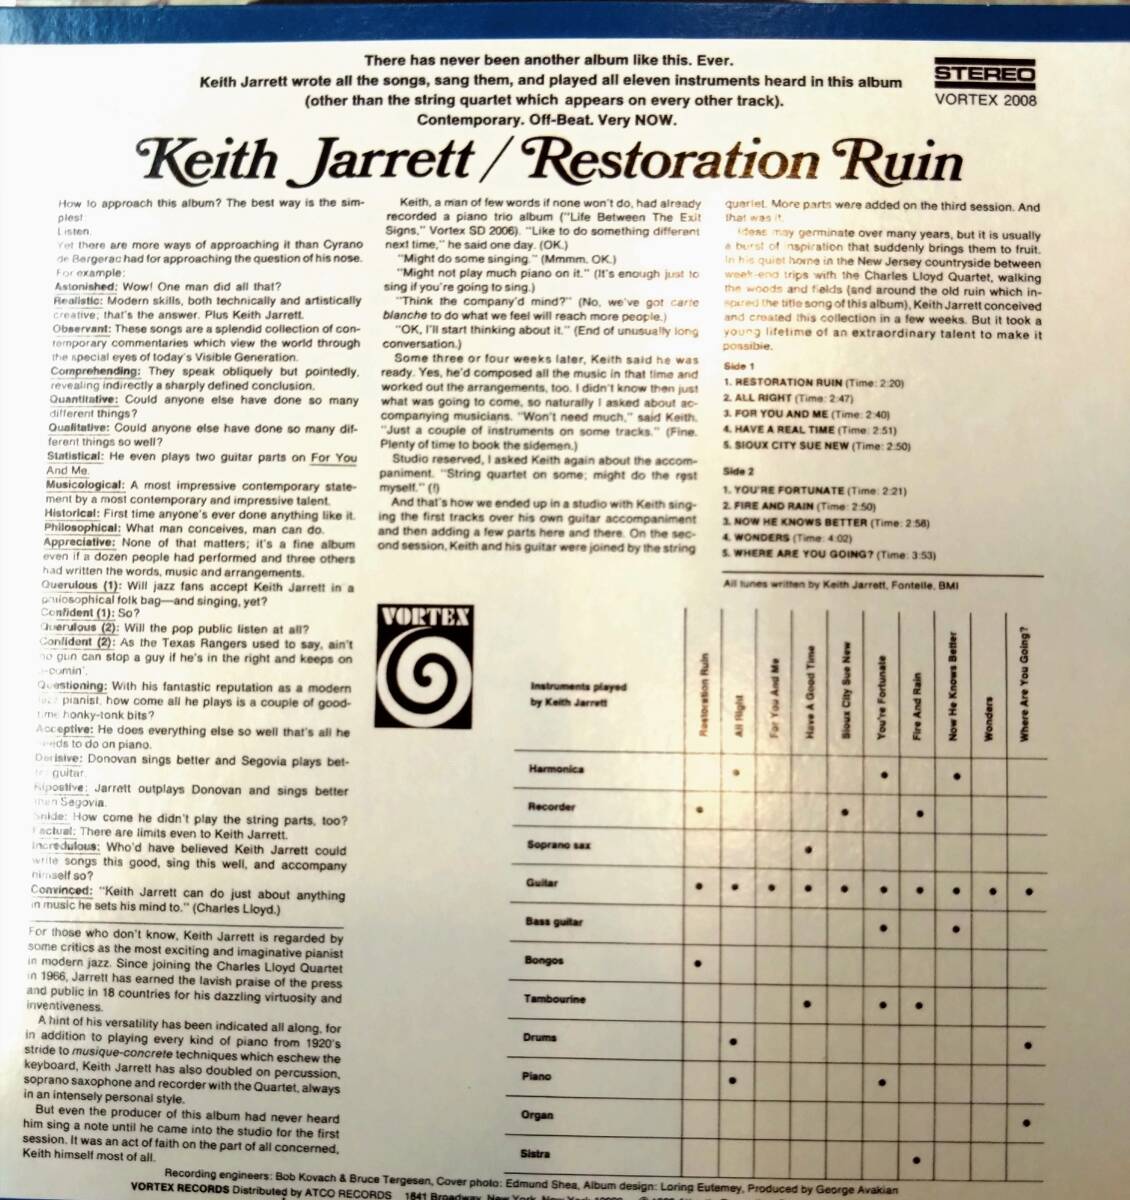 There has never been another album like this. Ever.
Keith Jarrett wrote all the songs, sang them, and played all eleven instruments heard in this album
(other than the string quartet which appears on every other track).
Contemporary. Off-Beat. Very NOW.
STEREO
VORTEX 2008
Keith Jarrett / Restoration Ruin
How to approach this album? The best way is the sim-
plest:
Listen.
Yet there are more ways of approaching it than Cyrano
de Bergerac had for approaching the question of his nose.
For example:
Astonished: Wow! One man did all that?
Realistic: Modern skills, both technically and artistically
creative; that's the answer. Plus Keith Jarrett.
Observant: These songs are a splendid collection of con-
temporary commentaries which view the world through
the special eyes of today's Visible Generation.
Comprehending: They speak obliquely but pointedly,
revealing indirectly a sharply defined conclusion.
Quantitative: Could anyone else have done so many
different things?
Qualitative: Could anyone else have done so many dif-
ferent things so well?
Statistical: He even plays two guitar parts on For You
And Me.
Musicological: A most impressive contemporary state-
ment by a most contemporary and impressive talent.
Historical: First time anyone's ever done anything like it.
Philosophical: What man conceives, man can do.
Appreciative: None of that matters; it's a fine album
even if a dozen people had performed and three others
had written the words, music and arrangements.
Querulous (1): Will jazz fans accept Keith Jarrett in a
philosophical folk bag—and singing, yet?
Confident (1): So?
Querulous (2): Will the pop public listen at all?
Confident (2): As the Texas Rangers used to say, ain't
no gun can stop a guy if he's in the right and keeps on
a-comin'.
Questioning: With his fantastic reputation as a modern
jazz pianist, how come all he plays is a couple of good-
time honky-tonk bits?
Acceptive: He does everything else so well that's all he
needs to do on piano.
Derisive: Donovan sings better and Segovia plays bet-
ter guitar.
Ripostive: Jarrett outplays Donovan and sings better
than Segovia.
Snide: How come he didn't play the string parts, too?
Factual: There are limits even to Keith Jarrett.
Incredulous: Who'd have believed Keith Jarrett could
write songs this good, sing this well, and accompany
himself so?
Convinced: "Keith Jarrett can do just about anything
in music he sets his mind to." (Charles Lloyd.)
For those who don't know, Keith Jarrett is regarded by
some critics as the most exciting and imaginative pianist
in modern jazz. Since joining the Charles Lloyd Quartet
in 1966, Jarrett has earned the lavish praise of the press
and public in 18 countries for his dazzling virtuosity and
inventiveness.
A hint of his versatility has been indicated all along, for
in addition to playing every kind of piano from 1920's
stride to musique-concrete techniques which eschew the
keyboard, Keith Jarrett has also doubled on percussion,
soprano saxophone and recorder with the Quartet, always
in an intensely personal style.
But even the producer of this album had never heard
him sing a note until he came into the studio for the first
session. It was an act of faith on the part of all concerned,
Keith himself most of all.
Keith, a man of few words if none won't do, had already
recorded a piano trio album ("Life Between The Exit
Signs," Vortex SD 2006). "Like to do something different
next time," he said one day. (OK.)
"Might do some singing." (Mmmm. OK.)
"Might not play much piano on it." (It's enough just to
sing if you're going to sing.)
"Think the company'd mind?" (No, we've got carte
blanche to do what we feel will reach more people.)
"OK, I'll start thinking about it." (End of unusually long
conversation.)
Some three or four weeks later, Keith said he was
ready. Yes, he'd composed all the music in that time and
worked out the arrangements, too. I didn't know then just
what was going to come, so naturally I asked about ac-
companying musicians. "Won't need much," said Keith.
"Just a couple of instruments on some tracks." (Fine.
Plenty of time to book the sidemen.)
Studio reserved, I asked Keith again about the accom-
paniment. "String quartet on some; might do the rest
myself." (!)
And that's how we ended up in a studio with Keith sing-
ing the first tracks over his own guitar accompaniment
and then adding a few parts here and there. On the sec-
ond session, Keith and his guitar were joined by the string
quartet. More parts were added on the third session. And
that was it.
Ideas may germinate over many years, but it is usually
a burst of inspiration that suddenly brings them to fruit.
In his quiet home in the New Jersey countryside between
week-end trips with the Charles Lloyd Quartet, walking
the woods and fields (and around the old ruin which in-
spired the title song of this album), Keith Jarrett conceived
and created this collection in a few weeks. But it took a
young lifetime of an extraordinary talent to make it
possible.
Side 1
1. RESTORATION RUIN (Time: 2:20)
2. ALL RIGHT (Time: 2:47)
3. FOR YOU AND ME (Time: 2:40)
4. HAVE A REAL TIME (Time: 2:51)
5. SIOUX CITY SUE NEW (Time: 2:50)
Side 2
1. YOU'RE FORTUNATE (Time: 2:21)
2. FIRE AND RAIN (Time: 2:50)
3. NOW HE KNOWS BETTER (Time: 2:58)
4. WONDERS (Time: 4:02)
5. WHERE ARE YOU GOING? (Time: 3:53)
All tunes written by Keith Jarrett, Fontelle, BMI
VORTEX
Instruments played
by Keith Jarrett
Restoration Ruin
All Right
For You And Me
Have A Good Time
Sioux City Sue New
You're Fortunate
Fire And Rain
Now He Knows Better
Wonders
Where Are You Going?
Harmonica
Recorder
Soprano sax
Guitar
Bass guitar
Bongos
Tambourine
Drums
Piano
Organ
Sistra
Recording engineers: Bob Kovach & Bruce Tergesen, Cover photo: Edmund Shea, Album design: Loring Eutemey, Produced by George Avakian
VORTEX RECORDS Distributed by ATCO RECORDS 1841 Broadway, New York, New York